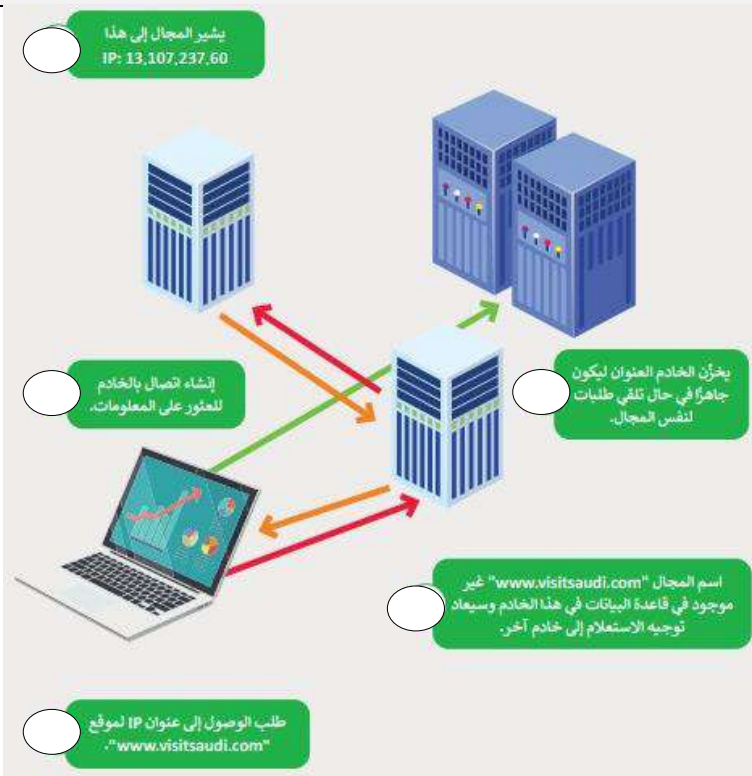 يشير المجال إلى هذا
IP: 13,107,237,60
إنشاء اتصال بالخادم
للعثور على المعلومات.
يخزّن الخادم العنوان ليكون
جاهزًا في حال تلقي طلبات
لنفس المجال.
اسم المجال "www.visitsaudi.com" غير
موجود في قاعدة البيانات في هذا الخادم وسيعاد
توجيه الاستعلام إلى خادم آخر.
طلب الوصول إلى عنوان IP لموقع
"www.visitsaudi.com".